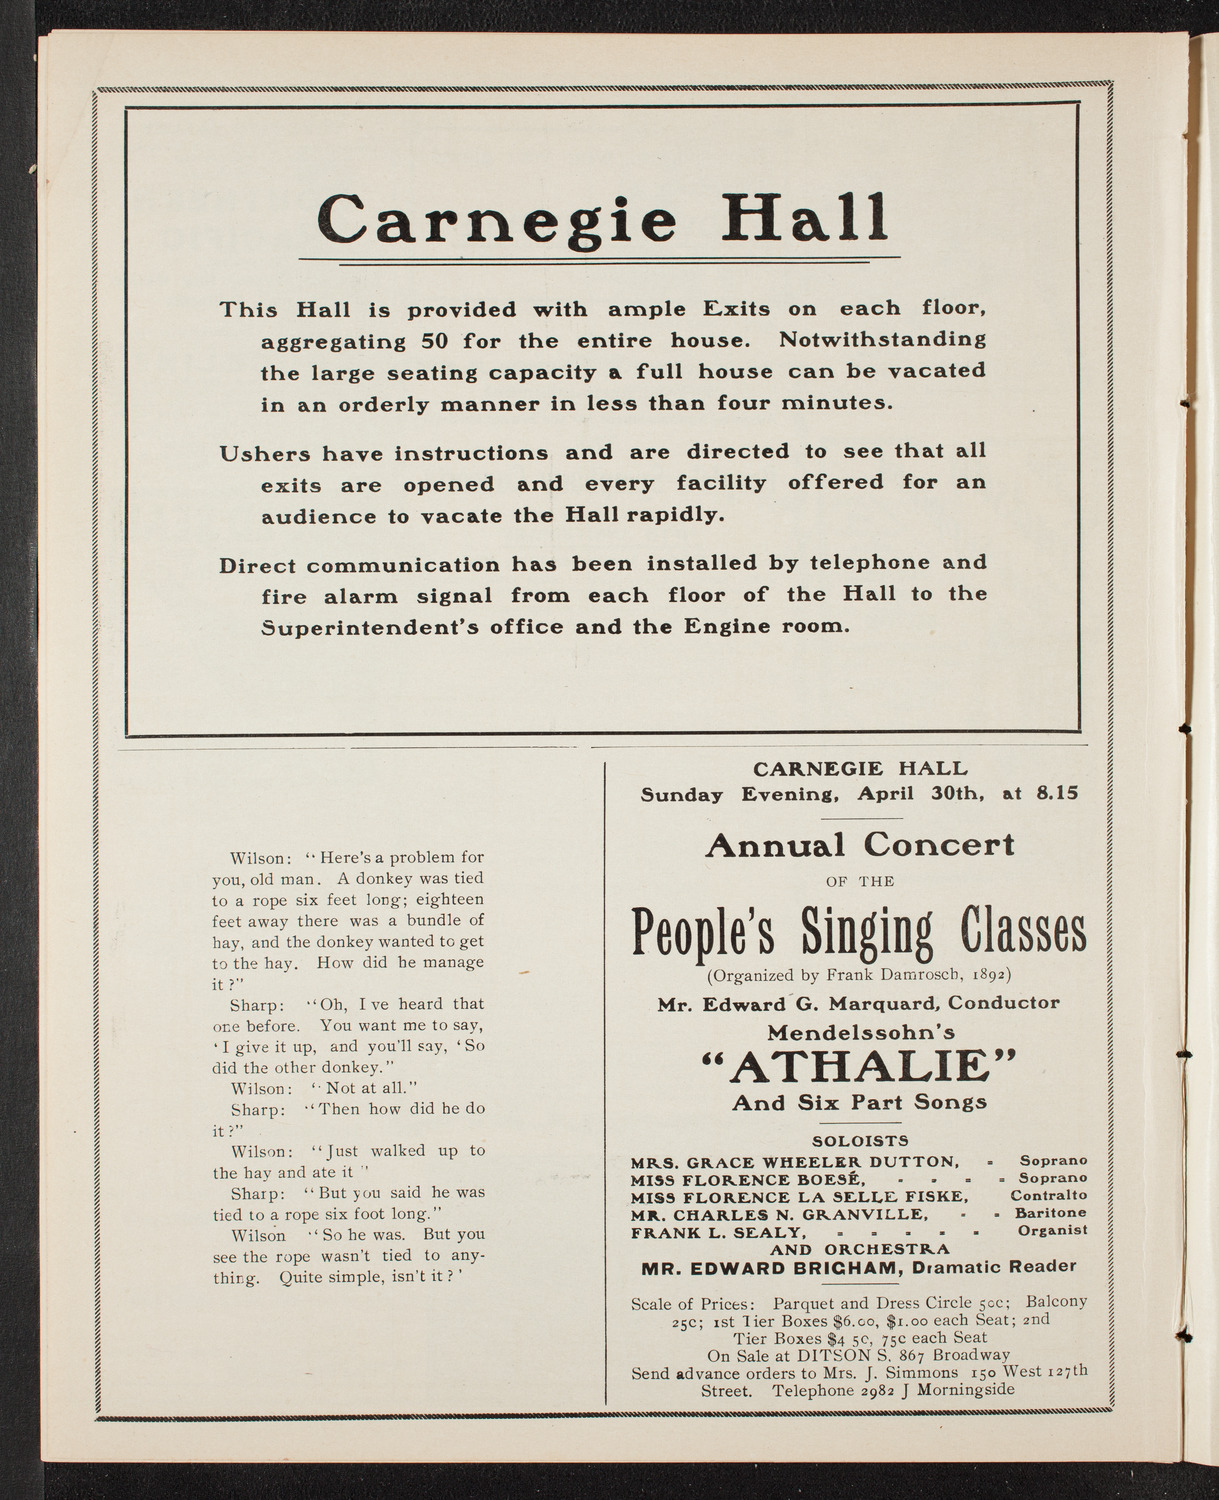 Carnegie Hall
This Hall is provided with ample Exits on each floor,
aggregating 50 for the entire house. Notwithstanding
the large seating capacity a full house can be vacated
in an orderly manner in less than four minutes.
Ushers have instructions and are directed to see that all
exits are opened and every facility offered for an
audience to vacate the Hall rapidly.
Direct communication has been installed by telephone and
fire alarm signal from each floor of the Hall to the
Superintendent's office and the Engine room.
Wilson: "Here's a problem for
you, old man. A donkey was tied
to a rope six feet long; eighteen
feet away there was a bundle of
hay, and the donkey wanted to get
to the hay. How did he manage
it?"
Sharp: "Oh, I ve heard that
one before. You want me to say,
'I give it up, and you'll say, 'So
did the other donkey."
Wilson: "Not at all."
Sharp: "Then how did he do
it?"
Wilson: "Just walked up to
the hay and ate it"
Sharp: "But you said he was
tied to a rope six foot long."
Wilson "So he was. But you
see the rope wasn't tied to any-
thing. Quite simple, isn't it?'
CARNEGIE HALL
Sunday Evening, April 30th, at 8.15
Annual Concert
OF THE
People's Singing Classes
(Organized by Frank Damrosch, 1892)
Mr. Edward G. Marquard, Conductor
Mendelssohn's
"ATHALIE"
And Six Part Songs
SOLOISTS
MRS. GRACE WHEELER DUTTON, - Soprano
MISS FLORENCE BOESÉ, - - - - Soprano
MISS FLORENCE LA SELLE FISKE, Contralto
MR. CHARLES N. GRANVILLE, - - Baritone
FRANK L. SEALY, - - - - - Organist
AND ORCHESTRA
MR. EDWARD BRIGHAM, Dramatic Reader
Scale of Prices: Parquet and Dress Circle 50c; Balcony
25c; 1st Tier Boxes $6.00, $1.00 each Seat; 2nd
Tier Boxes $4 50, 75c each Seat
On Sale at DITSON S, 867 Broadway
Send advance orders to Mrs. J. Simmons 150 West 127th
Street. Telephone 2982 J Morningside